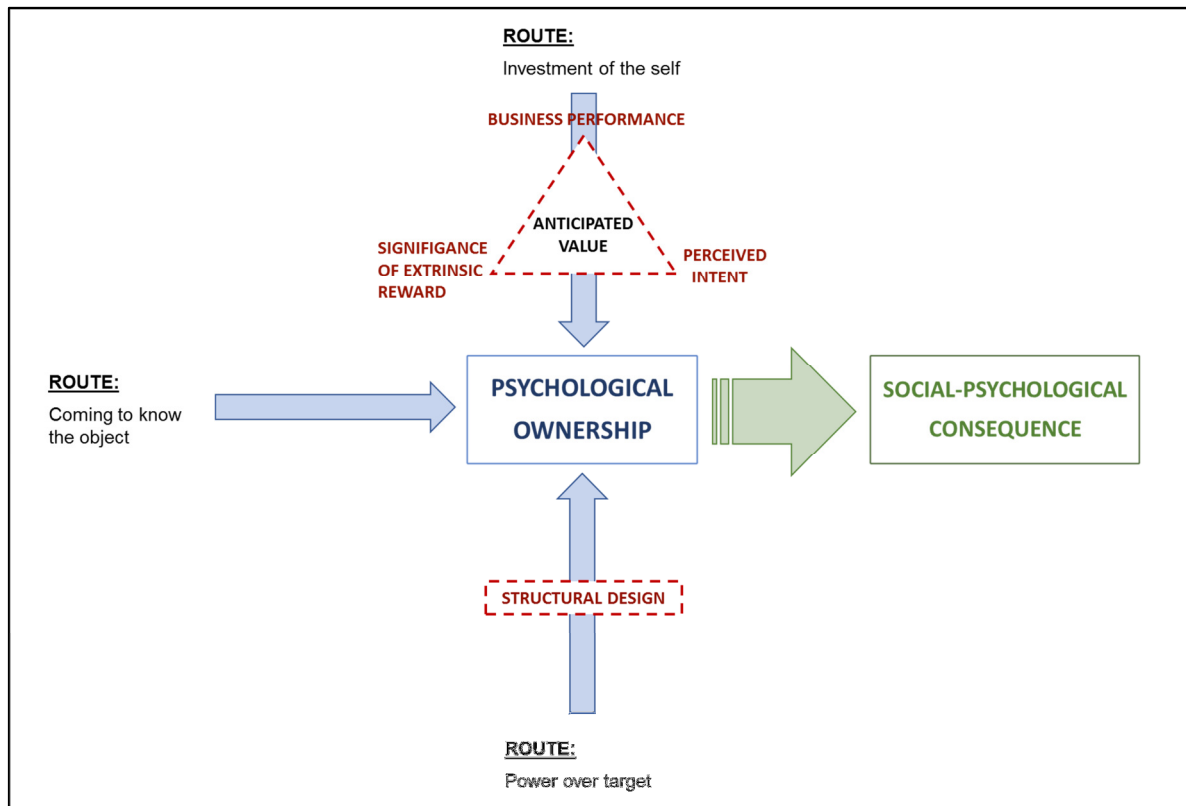 ROUTE:
Investment of the self
BUSINESS PERFORMANCE
ANTICIPATED
VALUE
SIGNIFIGANCE
OF EXTRINSIC
REWARD
PERCEIVED
INTENT
ROUTE:
Coming to know
the object
PSYCHOLOGICAL
OWNERSHIP
SOCIAL-PSYCHOLOGICAL
CONSEQUENCE
STRUCTURAL DESIGN
ROUTE:
Power over target